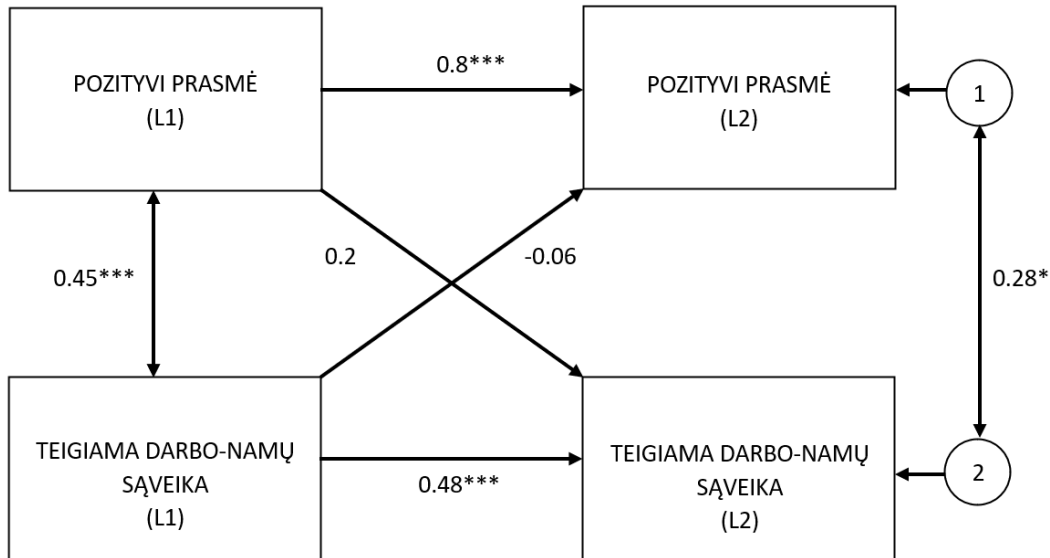 POZITYVI PRASMĖ
(L1)
0.8***
POZITYVI PRASMĖ
(L2)
1
0.45***
0.2
-0.06
0.28*
TEIGIAMA DARBO-NAMŲ
SĄVEIKA
(L1)
0.48***
TEIGIAMA DARBO-NAMŲ
SĄVEIKA
(L2)
2